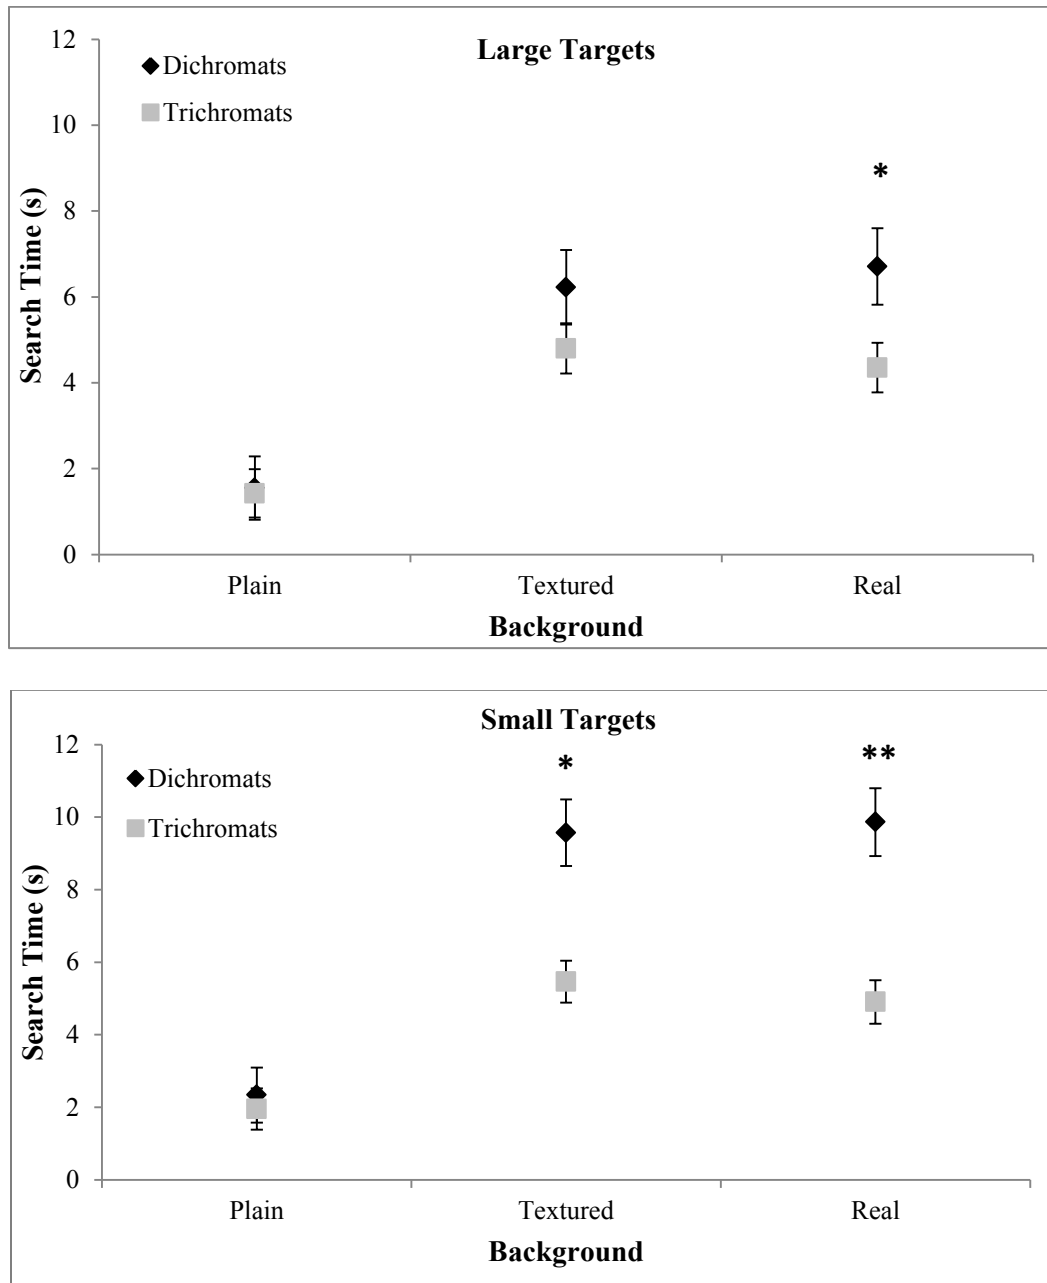 Large Targets
Dichromats
Trichromats
12
10
8
6
4
2
0
*
Search Time (s)
Plain Textured Real
Background
Small Targets
Dichromats
Trichromats
12
10
8
6
4
2
0
* **
Search Time (s)
Plain Textured Real
Background